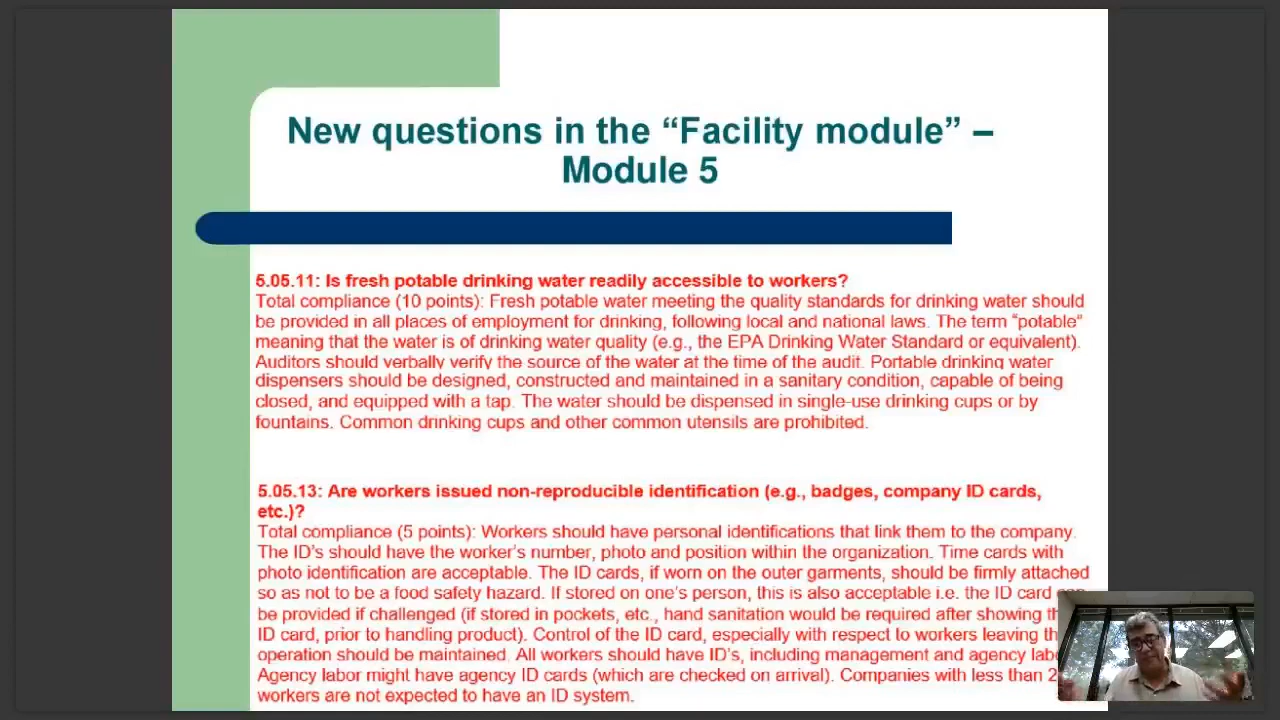 New questions in the “Facility module” –
Module 5
5.05.11: Is fresh potable drinking water readily accessible to workers?
Total compliance (10 points): Fresh potable water meeting the quality standards for drinking water should
be provided in all places of employment for drinking, following local and national laws. The term “potable”
meaning that the water is of drinking water quality (e.g., the EPA Drinking Water Standard or equivalent).
Auditors should verbally verify the source of the water at the time of the audit. Portable drinking water
dispensers should be designed, constructed and maintained in a sanitary condition, capable of being
closed, and equipped with a tap. The water should be dispensed in single-use drinking cups or by
fountains. Common drinking cups and other common utensils are prohibited.
5.05.13: Are workers issued non-reproducible identification (e.g., badges, company ID cards,
etc.)?
Total compliance (5 points): Workers should have personal identifications that link them to the company.
The ID’s should have the worker’s number, photo and position within the organization. Time cards with
photo identification are acceptable. The ID cards, if worn on the outer garments, should be firmly attached
so as not to be a food safety hazard. If stored on one’s person, this is also acceptable i.e. the ID card
be provided if challenged (if stored in pockets, etc., hand sanitation would be required after showing
ID card, prior to handling product). Control of the ID card, especially with respect to workers leaving
operation should be maintained. All workers should have ID’s, including management and agency
Agency labor might have agency ID cards (which are checked on arrival). Companies with less than
workers are not expected to have an ID system.